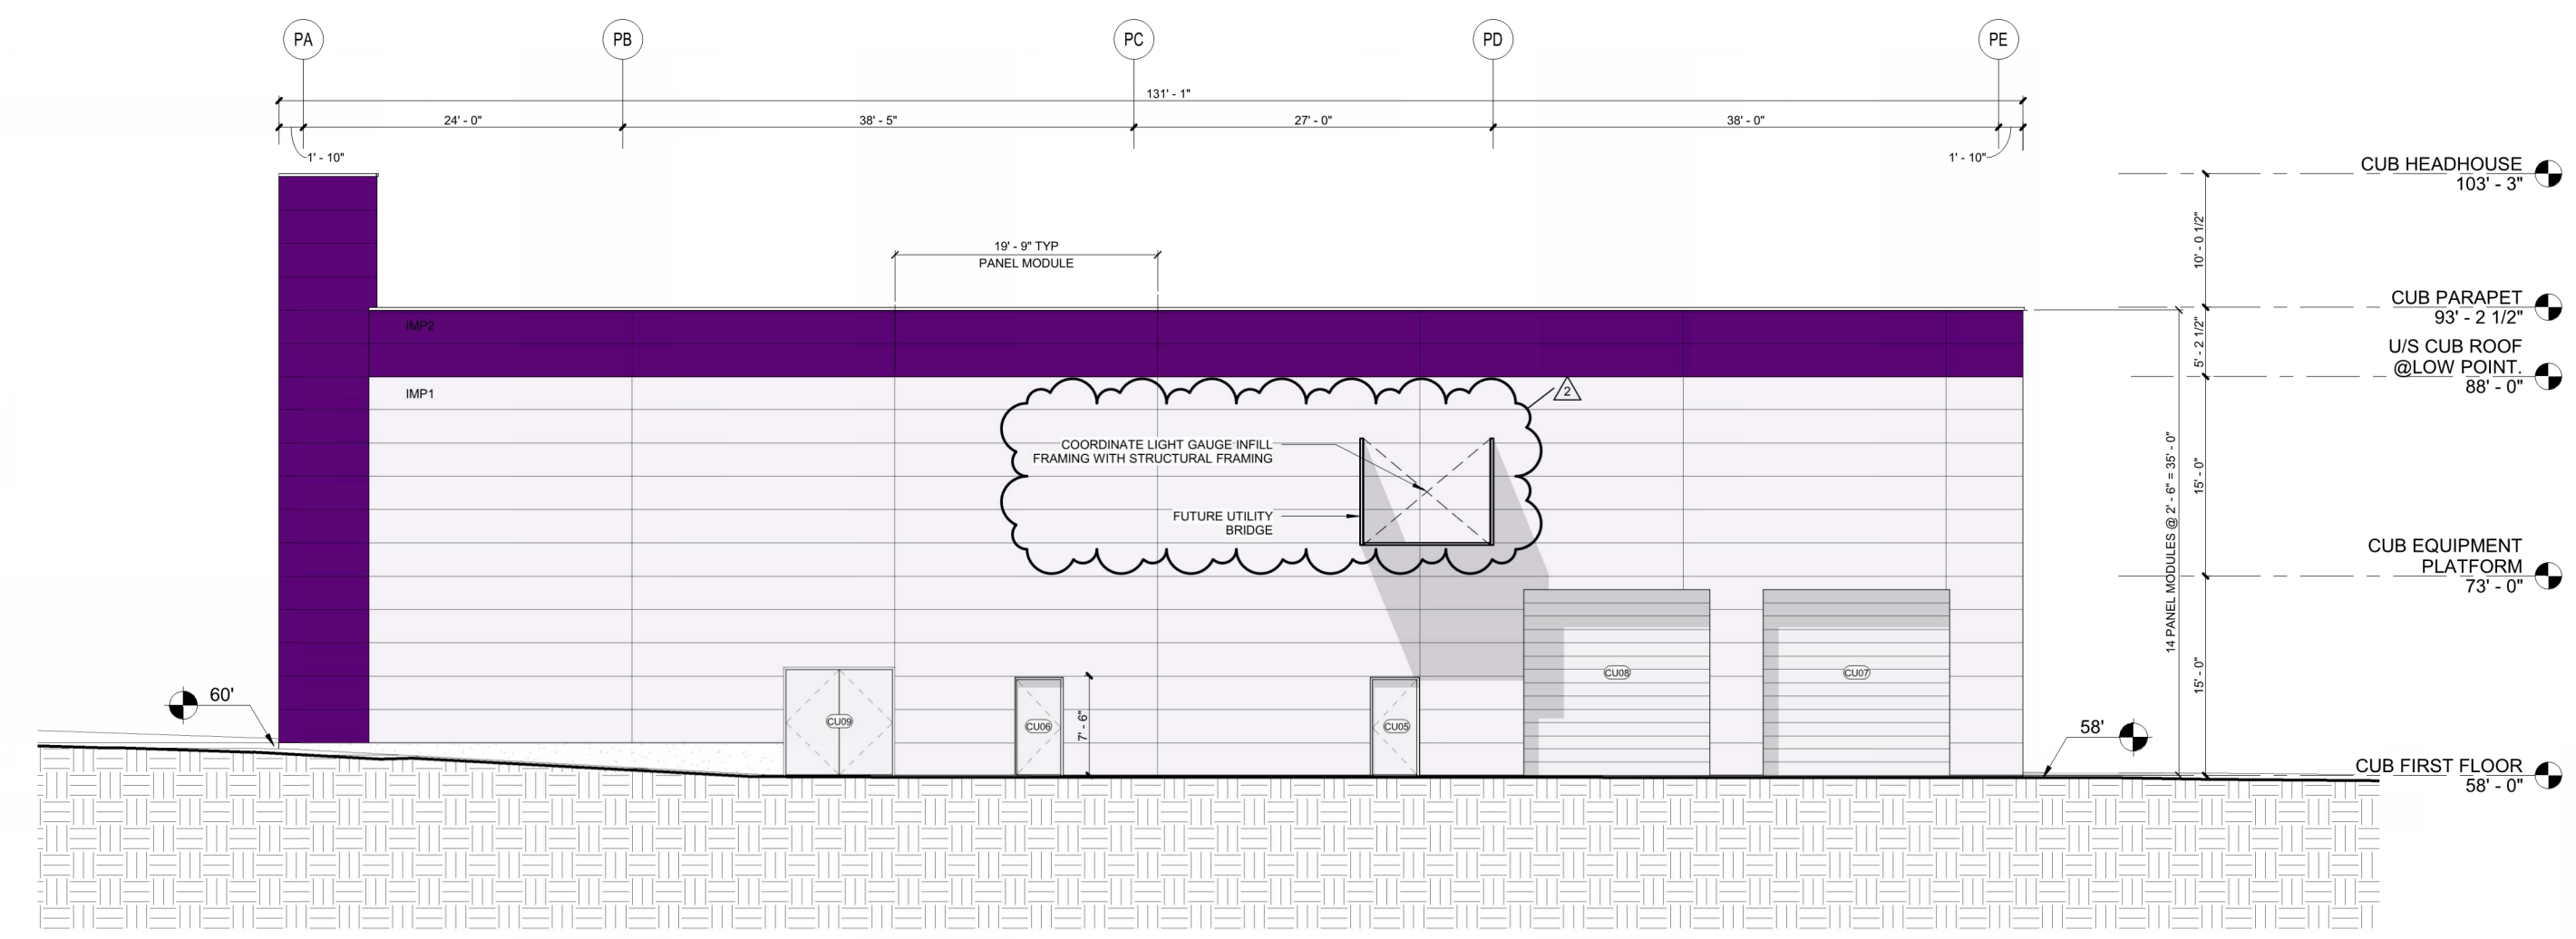 PA
PB
PC
PD
PE
131' - 1"
24' - 0"
38' - 5"
27' - 0"
38' - 0"
1' - 10"
1' - 10"
CUB HEADHOUSE
103' - 3"
10' - 0 1/2"
19' - 9" TYP
PANEL MODULE
CUB PARAPET
93' - 2 1/2"
IMP2
5' - 2 1/2"
U/S CUB ROOF
@LOW POINT.
88' - 0"
IMP1
2
COORDINATE LIGHT GAUGE INFILL
FRAMING WITH STRUCTURAL FRAMING
15' - 0"
14 PANEL MODULES @ 2' - 6" = 35' - 0"
FUTURE UTILITY
BRIDGE
CUB EQUIPMENT
PLATFORM
73' - 0"
CU08
CU07
15' - 0"
60'
CU09
CU06
7' - 6"
CU05
58'
CUB FIRST FLOOR
58' - 0"